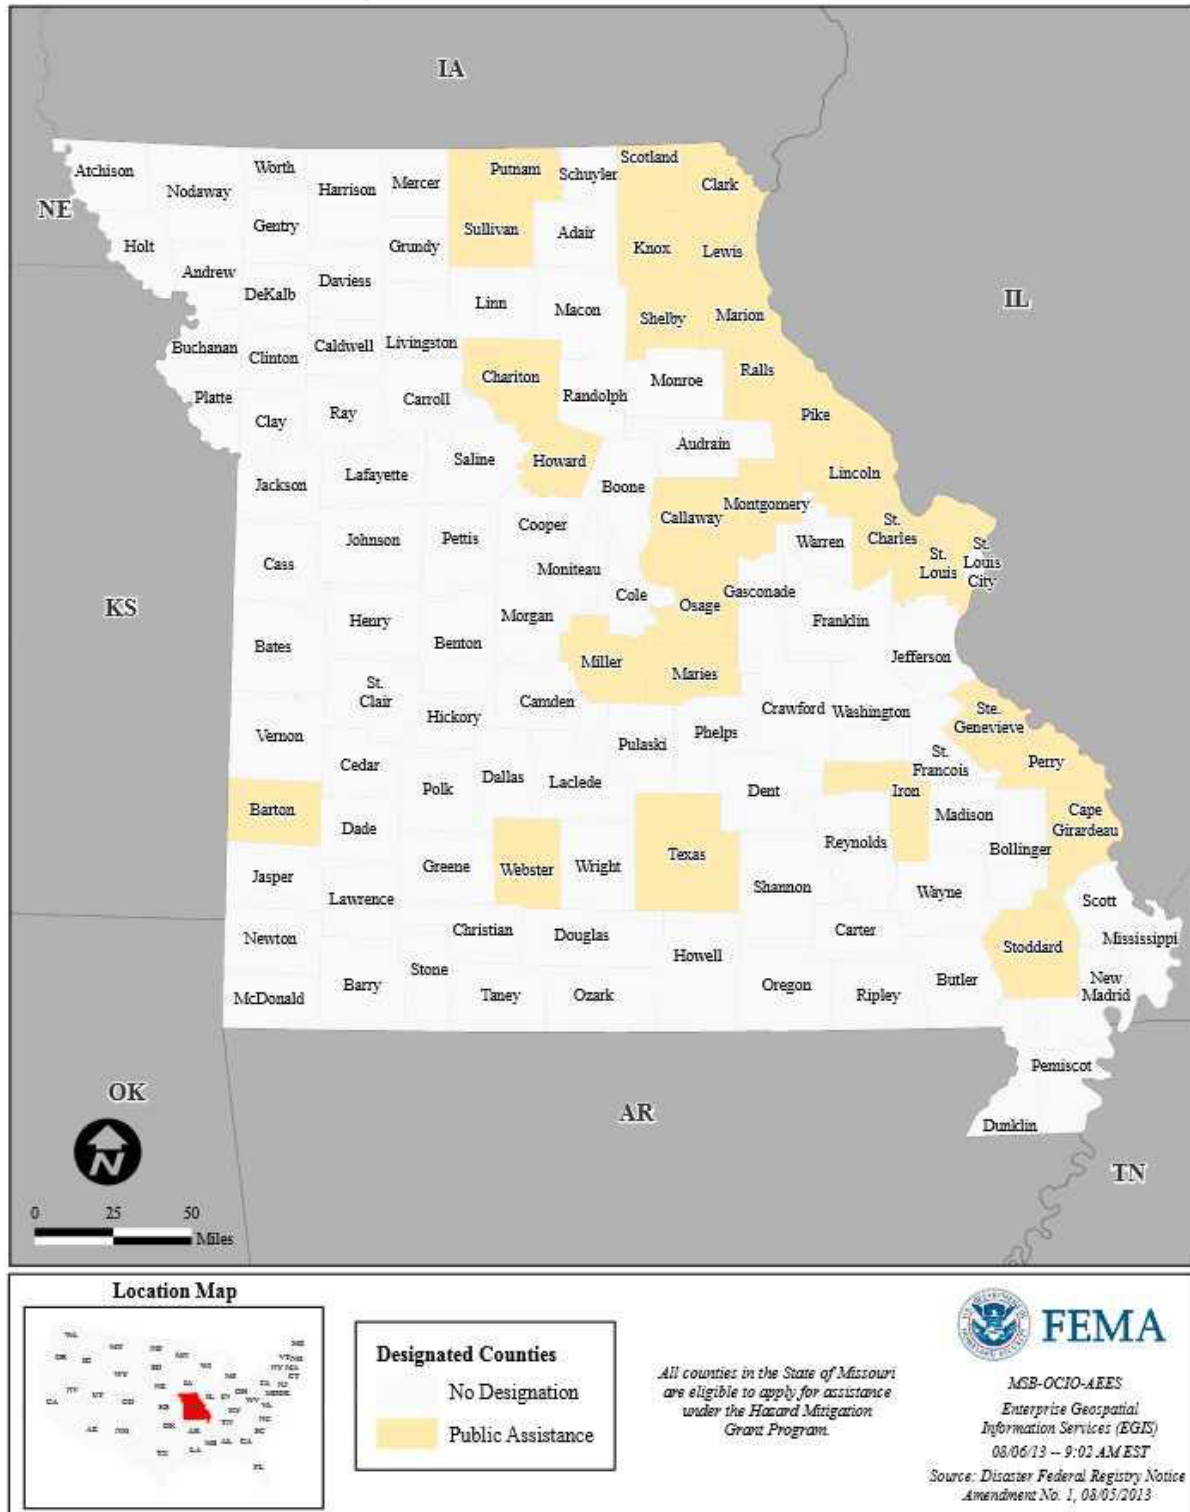 IA
Atchison
Worth
Putnam
Scotland
Schuyler
Nodaway
Harrison
Mercer
Clark
NE
Gentry
Sullivan
Adair
Holt
Grundy
Knox
Lewis
Andrew
DeKalb
Daviess
IL
Linn
Macon
Shelby
Marion
Buchanan
Clinton
Caldwell
Livingston
Chariton
Monroe
Ralls
Platte
Clay
Ray
Carroll
Randolph
Pike
Audrain
Saline
Howard
Lafayette
Lincoln
Jackson
Boone
Montgomery
Callaway
Cooper
St.
Charles
Johnson
Pettis
Warren
St.
Louis
St.
Louis
City
Cass
Moniteau
Cole
Gasconade
KS
Osage
Morgan
Henry
Franklin
Benton
Bates
Jefferson
Miller
Maries
St.
Clair
Camden
Hickory
Crawford
Washington
Ste.
Genevieve
Vernon
Pulaski
Phelps
St.
Francois
Perry
Cedar
Dallas
Laclede
Polk
Dent
Iron
Barton
Dade
Madison
Cape
Girardeau
Reynolds
Bollinger
Texas
Greene
Webster
Wright
Jasper
Shannon
Lawrence
Wayne
Scott
Christian
Douglas
Carter
Newton
Stoddard
Mississippi
Howell
Stone
Barry
McDonald
Taney
Ozark
Oregon
Ripley
Butler
New
Madrid
Pemiscot
OK
AR
Dunklin
TN
N
0 25 50
Miles
Location Map
Designated Counties
No Designation
Public Assistance
All counties in the State of Missouri
are eligible to apply for assistance
under the Hazard Mitigation
Grant Program.
FEMA
MSB-OCIO-AEES
Enterprise Geospatial
Information Services (EGIS)
08/06/13 -- 9:02 AM EST
Source: Disaster Federal Registry Notice
Amendment No. 1, 08/05/2013